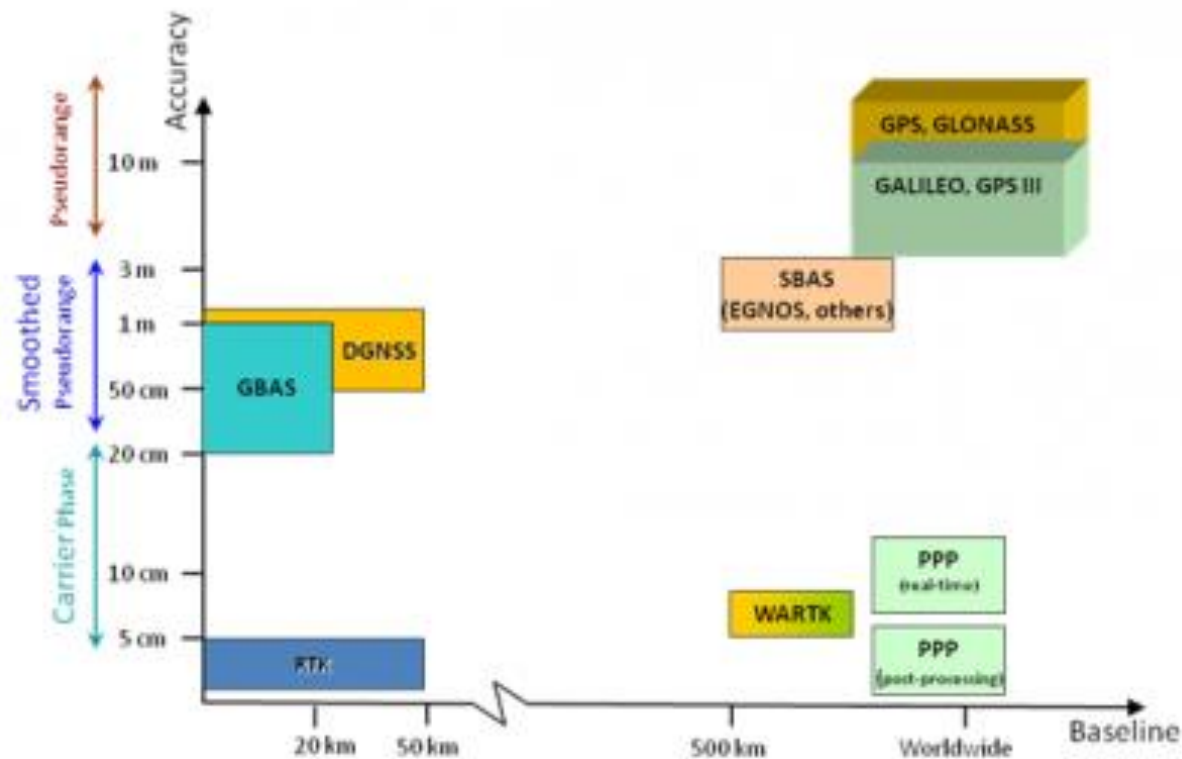 Accuracy
Pseudorange
Smoothed
Pseudorange
Carrier Phase
10 m
3 m
1 m
50 cm
20 cm
10 cm
5 cm
GPS, GLONASS
GALILEO, GPS III
SBAS
(EGNOS, others)
DGNSS
GBAS
PPP
(real-time)
WARTK
PPP
(post-processing)
RTK
20 km
50 km
500 km
Worldwide
Baseline